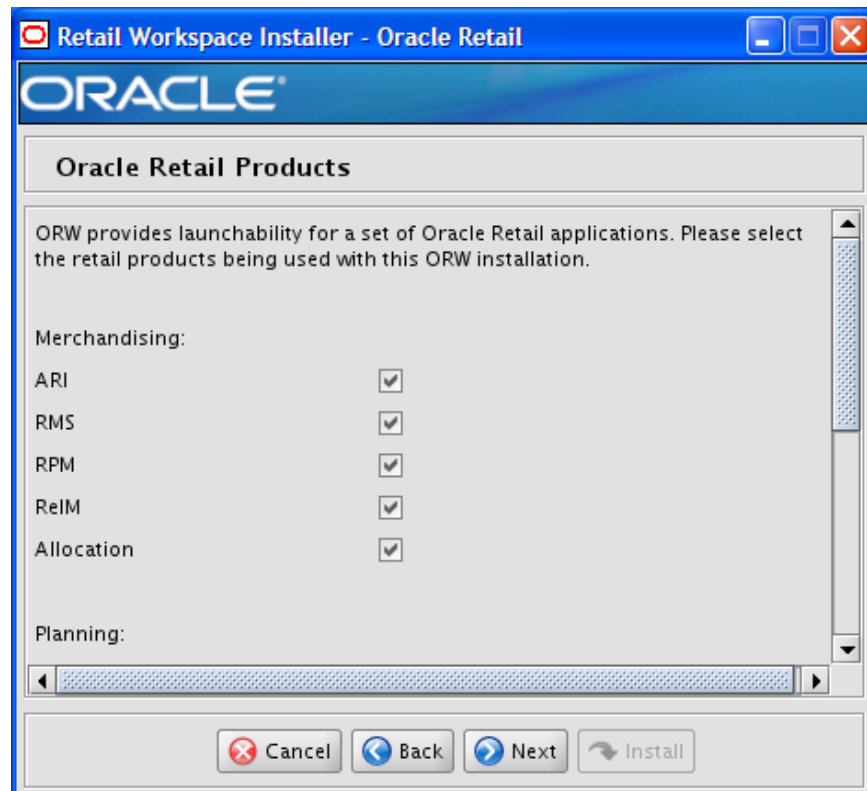 Retail Workspace Installer - Oracle Retail
ORACLE®
Oracle Retail Products
ORW provides launchability for a set of Oracle Retail applications. Please select
the retail products being used with this ORW installation.
Merchandising:
ARI
RMS
RPM
ReIM
Allocation
Planning:
Cancel Back Next Install